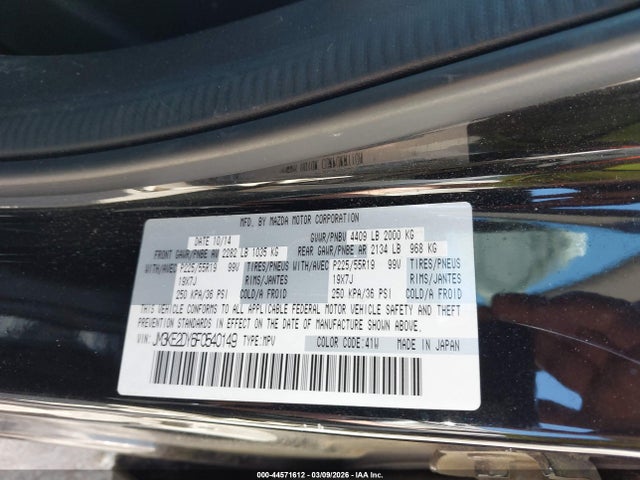 MFG. BY MAZDA MOTOR CORPORATION
DATE 10/14 GVWR/PNBV 4409 LB 2000 KG
FRONT GAWR/PNBE AV 2282 LB 1035 KG REAR GAWR/PNBE AR 2134 LB 968 KG
WITH/AVEC P225/55R19 99V TIRES/PNEUS WITH/AVEC P225/55R19 99V TIRES/PNEUS
19X7J RIMS/JANTES 19X7J RIMS/JANTES
250 KPA/36 PSI COLD/A FROID 250 KPA/36 PSI COLD/A FROID
THIS VEHICLE CONFORMS TO ALL APPLICABLE FEDERAL MOTOR VEHICLE SAFETY AND THEFT PREVENTION
STANDARDS IN EFFECT ON THE DATE OF MANUFACTURE SHOWN ABOVE.
VIN: JM3KE2DY6F0540149 TYPE: MPV COLOR CODE: 41W MADE IN JAPAN
000-44571612 | 03/09/2026 - IAA Inc.